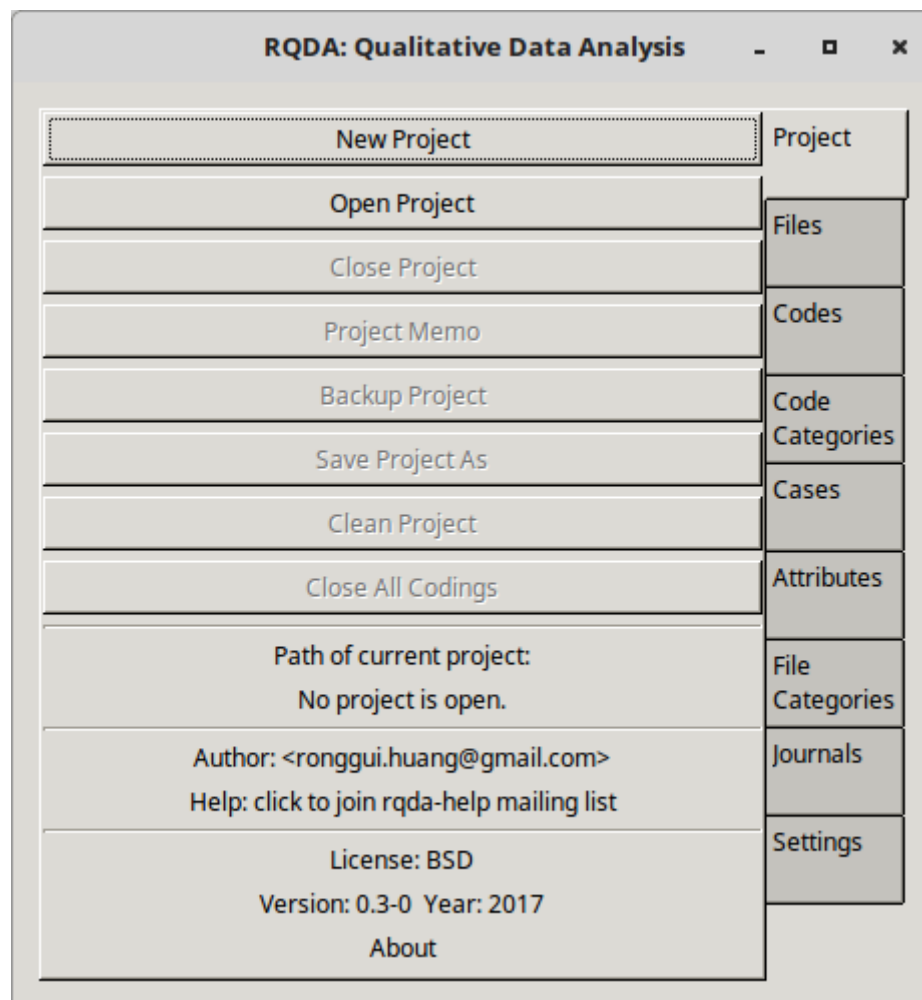 RQDA: Qualitative Data Analysis
New Project
Open Project
Close Project
Project Memo
Backup Project
Save Project As
Clean Project
Close All Codings
Path of current project:
No project is open.
Author: <ronggui.huang@gmail.com>
Help: click to join rqda-help mailing list
License: BSD
Version: 0.3-0  Year: 2017
About
Project
Files
Codes
Code
Categories
Cases
Attributes
File
Categories
Journals
Settings